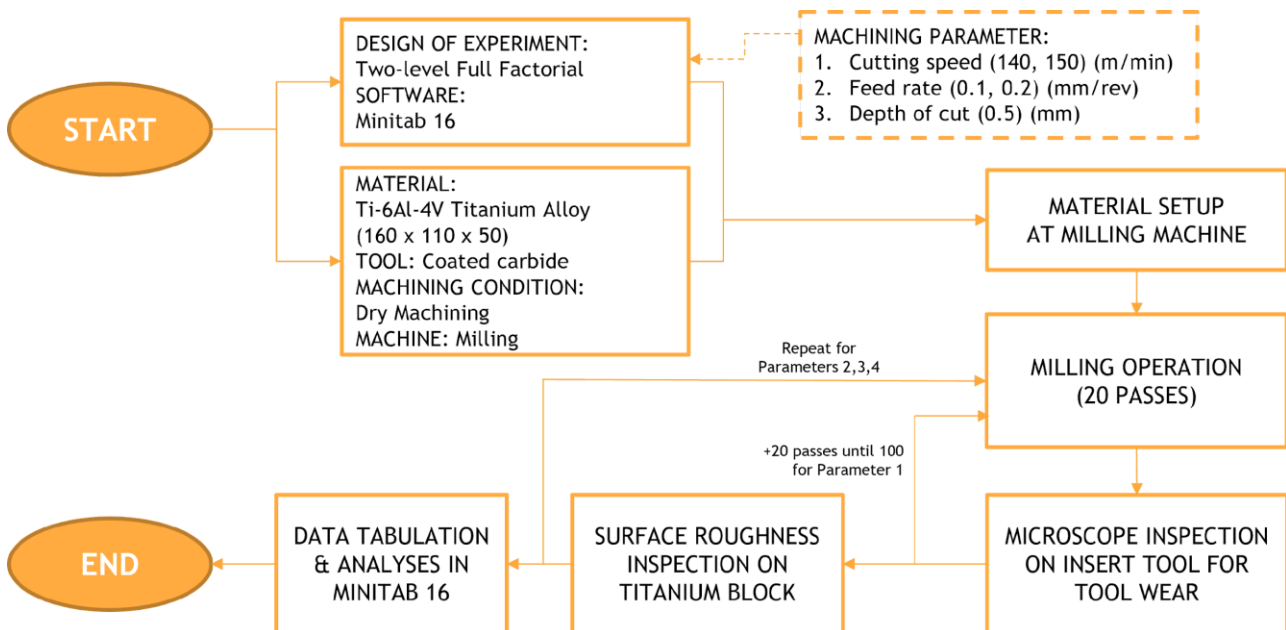 START
DESIGN OF EXPERIMENT:
Two-level Full Factorial
SOFTWARE:
Minitab 16
MACHINING PARAMETER:
1. Cutting speed (140, 150) (m/min)
2. Feed rate (0.1, 0.2) (mm/rev)
3. Depth of cut (0.5) (mm)
MATERIAL:
Ti-6Al-4V Titanium Alloy
(160 x 110 x 50)
TOOL: Coated carbide
MACHINING CONDITION:
Dry Machining
MACHINE: Milling
MATERIAL SETUP
AT MILLING MACHINE
Repeat for
Parameters 2,3,4
MILLING OPERATION
(20 PASSES)
+20 passes until 100
for Parameter 1
MICROSCOPE INSPECTION
ON INSERT TOOL FOR
TOOL WEAR
SURFACE ROUGHNESS
INSPECTION ON
TITANIUM BLOCK
DATA TABULATION
& ANALYSES IN
MINITAB 16
END